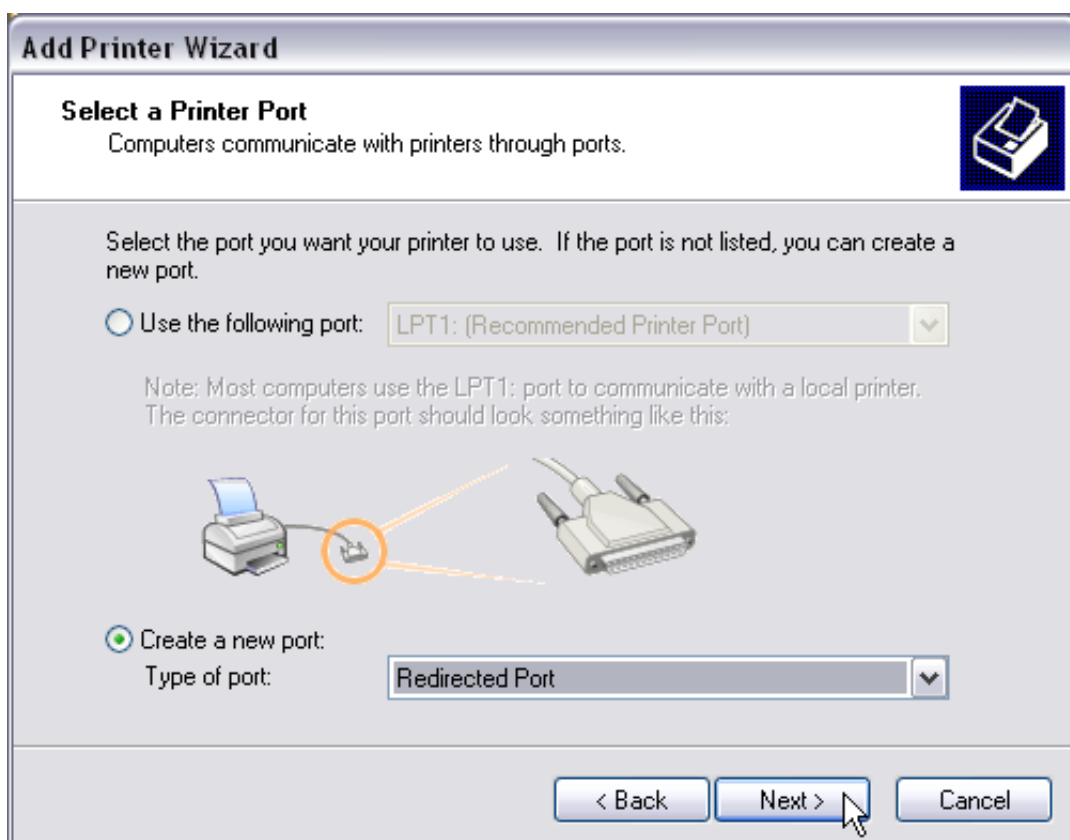 Add Printer Wizard
Select a Printer Port
Computers communicate with printers through ports.
Select the port you want your printer to use.  If the port is not listed, you can create a
new port.
Use the following port:
LPT1: (Recommended Printer Port)
Note: Most computers use the LPT1: port to communicate with a local printer.
The connector for this port should look something like this:
Create a new port:
Type of port:
Redirected Port
< Back
Next >
Cancel